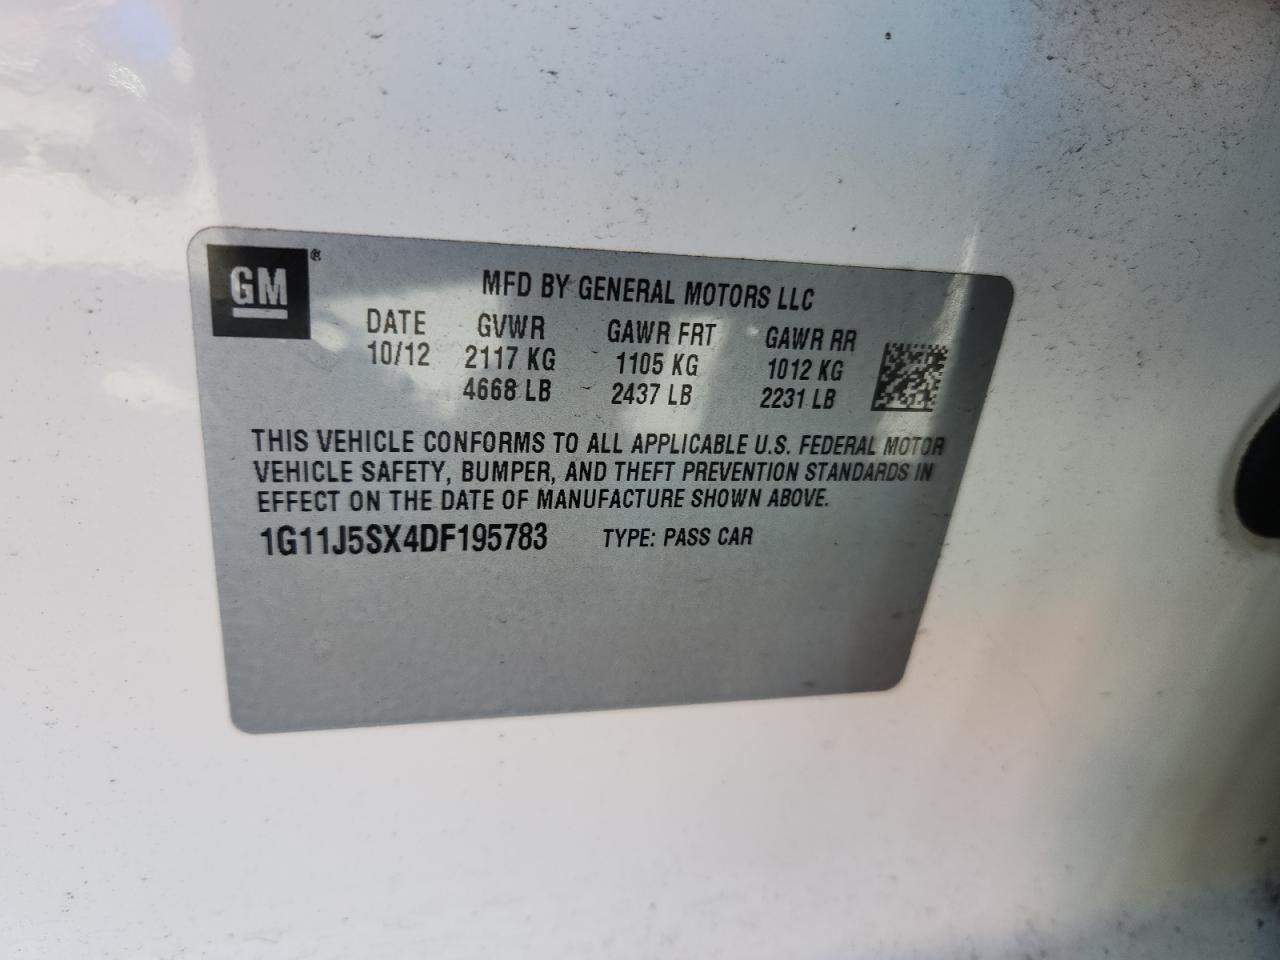 GM®
MFD BY GENERAL MOTORS LLC
DATE GVWR GAWR FRT GAWR RR
10/12 2117 KG 1105 KG 1012 KG
4668 LB 2437 LB 2231 LB
THIS VEHICLE CONFORMS TO ALL APPLICABLE U.S. FEDERAL MOTOR
VEHICLE SAFETY, BUMPER, AND THEFT PREVENTION STANDARDS IN
EFFECT ON THE DATE OF MANUFACTURE SHOWN ABOVE.
1G11J5SX4DF195783 TYPE: PASS CAR